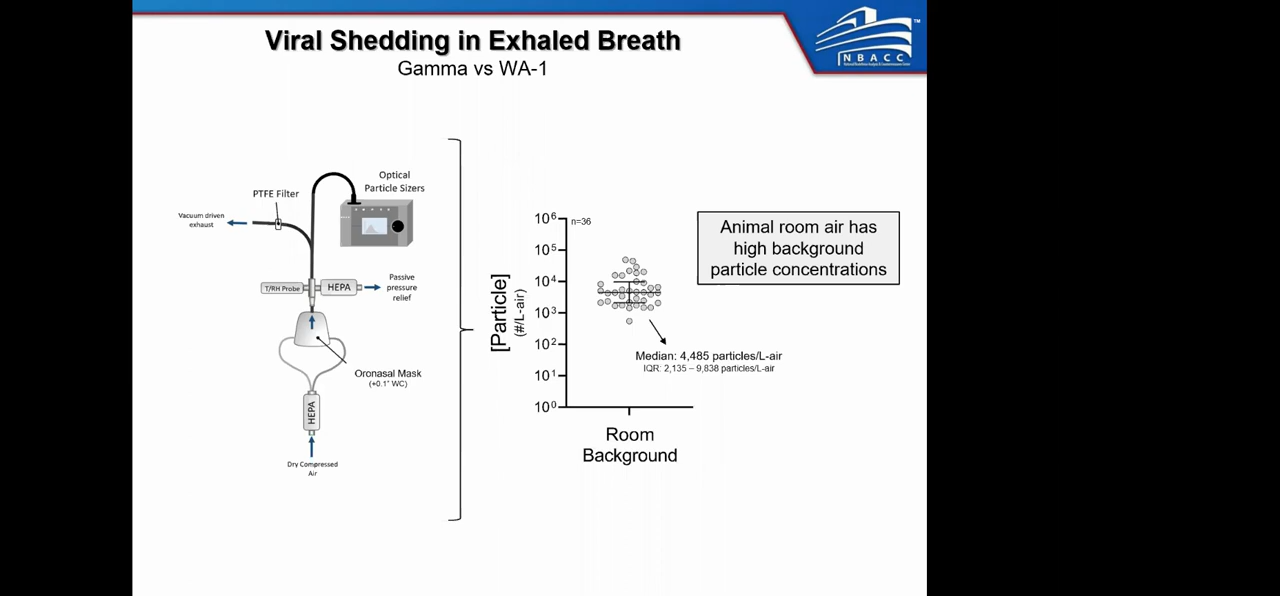 Viral Shedding in Exhaled Breath
Gamma vs WA-1
NBACC
TM
Optical
Particle Sizers
PTFE Filter
Vacuum driven
exhaust
T/RH Probe
HEPA
Passive
pressure
relief
Oronasal Mask
(+0.1" WC)
HEPA
Dry Compressed
Air
[Particle]
(#/L-air)
10⁶
10⁵
10⁴
10³
10²
10¹
10⁰
n=36
Median: 4,485 particles/L-air
IQR: 2,135 – 9,838 particles/L-air
Room
Background
Animal room air has
high background
particle concentrations